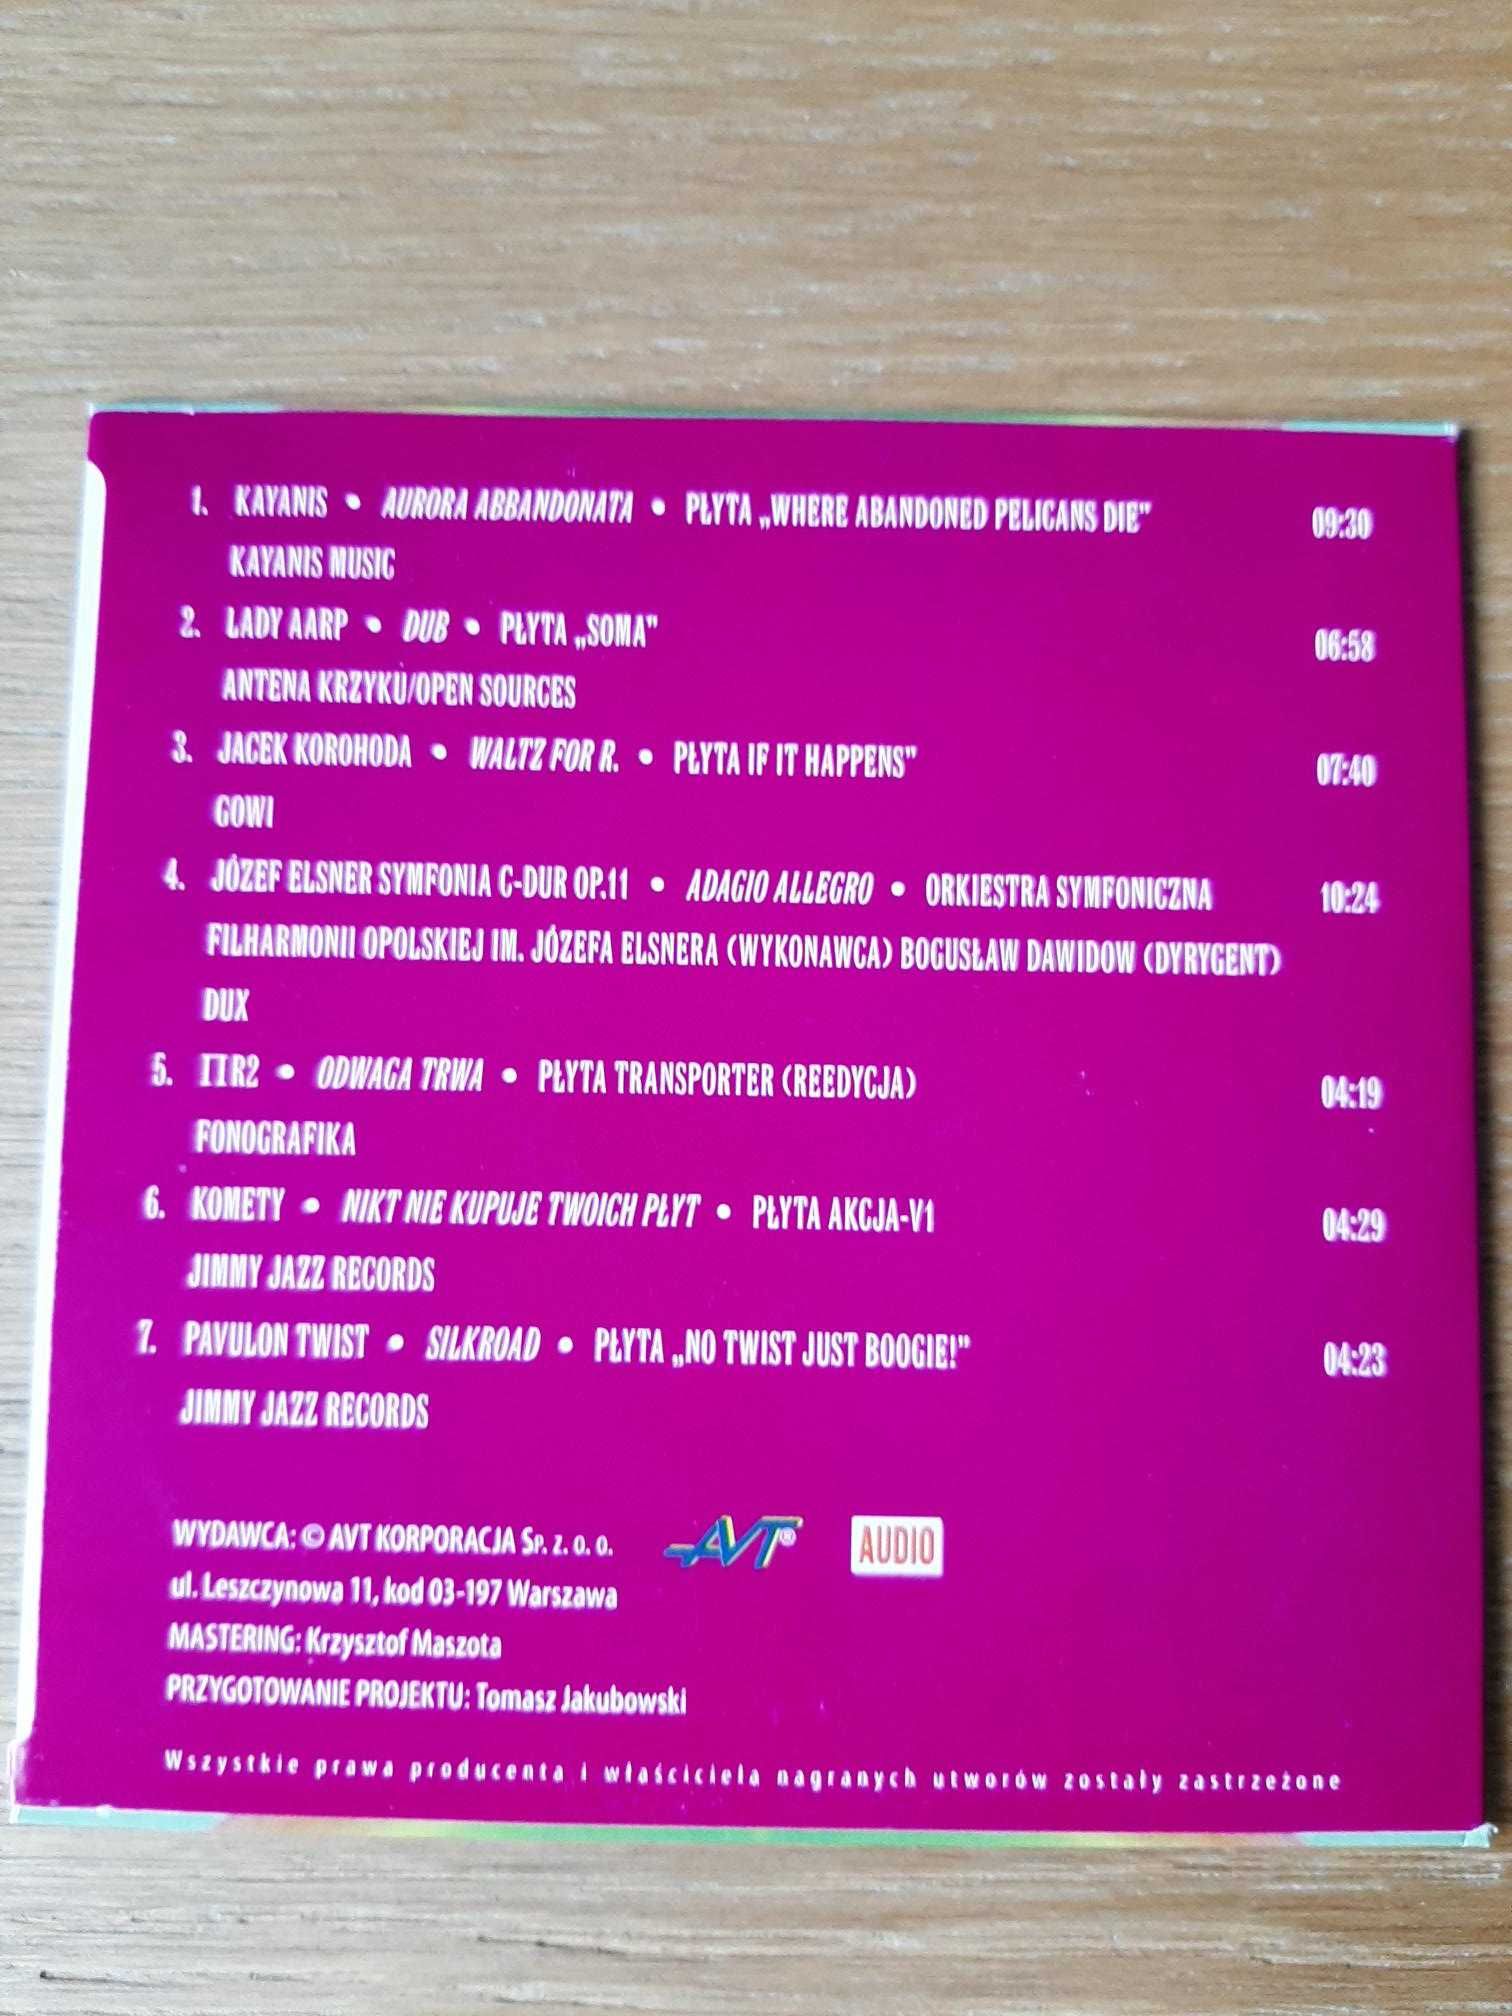 1. KAYANIS • AURORA ABBANDONATA • PŁYTA „WHERE ABANDONED PELICANS DIE" 09:30
KAYANIS MUSIC
2. LADY AARP • DUB • PŁYTA „SOMA" 06:58
ANTENA KRZYKU/OPEN SOURCES
3. JACEK KOROHODA • WALTZ FOR R. • PŁYTA IF IT HAPPENS" 07:40
GOWI
4. JÓZEF ELSNER SYMFONIA C-DUR OP.11 • ADAGIO ALLEGRO • ORKIESTRA SYMFONICZNA 10:24
FILHARMONII OPOLSKIEJ IM. JÓZEFA ELSNERA (WYKONAWCA) BOGUSŁAW DAWIDOW (DYRYGENT)
DUX
5. ΠR2 • ODWAGA TRWA • PŁYTA TRANSPORTER (REEDYCJA) 04:19
FONOGRAFIKA
6. KOMETY • NIKT NIE KUPUJE TWOICH PŁYT • PŁYTA AKCJA-V1 04:29
JIMMY JAZZ RECORDS
7. PAVULON TWIST • SILKROAD • PŁYTA „NO TWIST JUST BOOGIE!" 04:23
JIMMY JAZZ RECORDS
WYDAWCA: © AVT KORPORACJA Sp. z. o. o. AVT® AUDIO
ul. Leszczynowa 11, kod 03-197 Warszawa
MASTERING: Krzysztof Maszota
PRZYGOTOWANIE PROJEKTU: Tomasz Jakubowski
Wszystkie prawa producenta i właściciela nagranych utworów zostały zastrzeżone